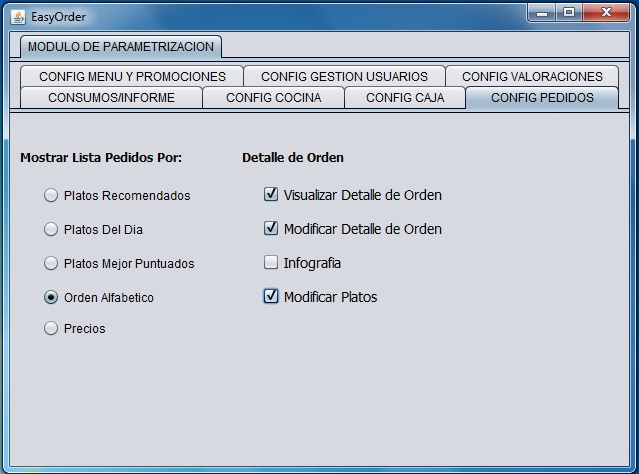 EasyOrder
MODULO DE PARAMETRIZACION
CONFIG MENU Y PROMOCIONES CONFIG GESTION USUARIOS CONFIG VALORACIONES
CONSUMOS/INFORME CONFIG COCINA CONFIG CAJA CONFIG PEDIDOS
Mostrar Lista Pedidos Por:
Platos Recomendados
Platos Del Dia
Platos Mejor Puntuados
Orden Alfabetico
Precios
Detalle de Orden
Visualizar Detalle de Orden
Modificar Detalle de Orden
Infografia
Modificar Platos